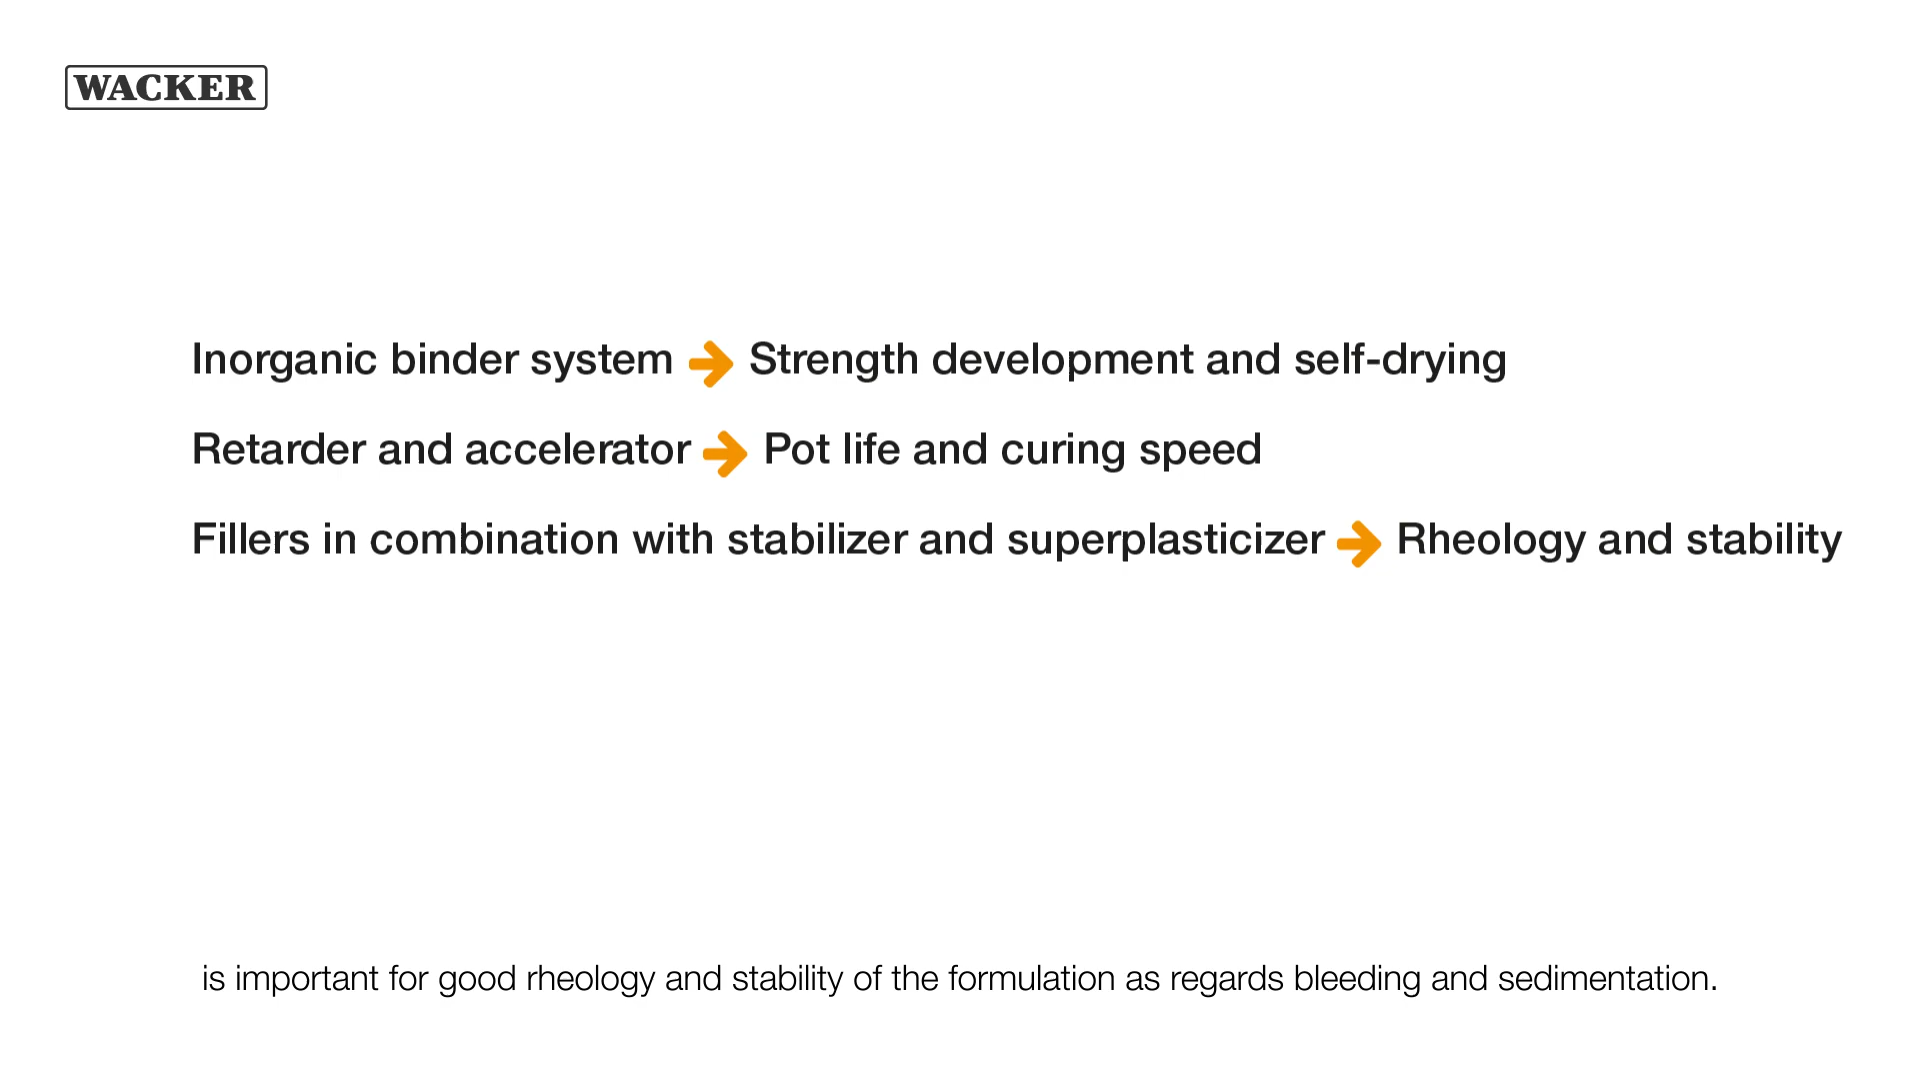 WACKER
Inorganic binder system ➔ Strength development and self-drying
Retarder and accelerator ➔ Pot life and curing speed
Fillers in combination with stabilizer and superplasticizer ➔ Rheology and stability
is important for good rheology and stability of the formulation as regards bleeding and sedimentation.